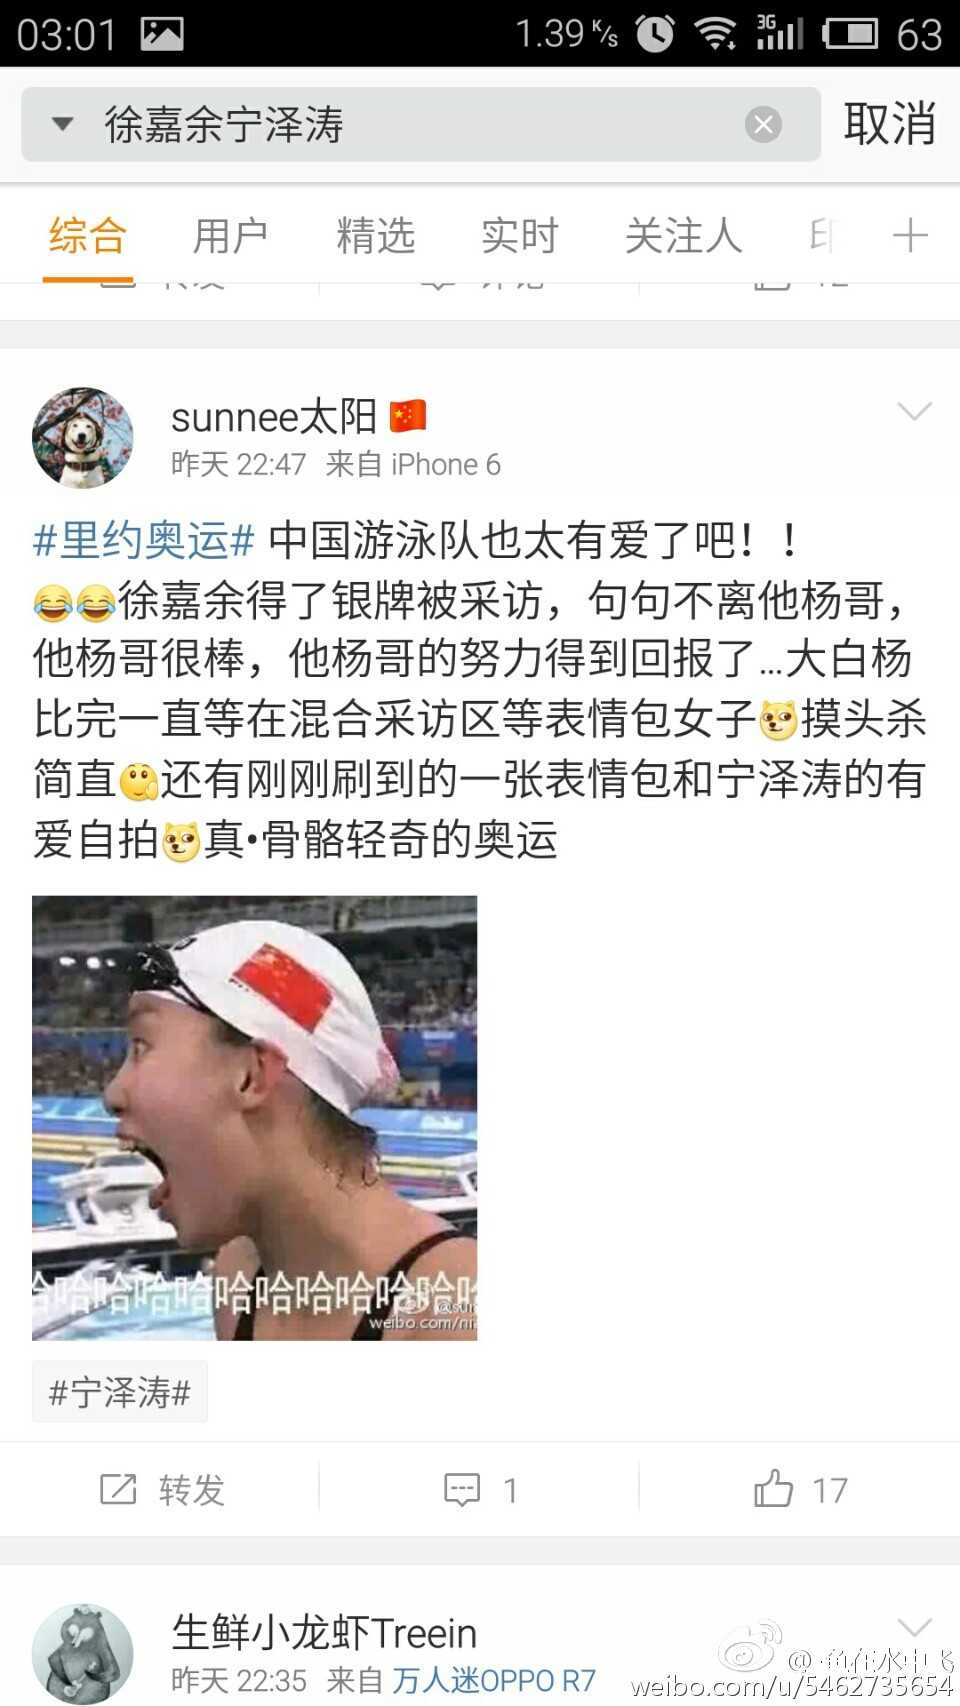 03:01 1.39 K/s 3G 63
徐嘉余宁泽涛 取消
综合 用户 精选 实时 关注人
12
sunnee太阳
昨天 22:47 来自 iPhone 6
#里约奥运# 中国游泳队也太有爱了吧！！
😂😂徐嘉余得了银牌被采访，句句不离他杨哥，
他杨哥很棒，他杨哥的努力得到回报了...大白杨
比完一直等在混合采访区等表情包女子摸头杀
简直🤔还有刚刚刷到的一张表情包和宁泽涛的有
爱自拍真•骨骼轻奇的奥运
哈哈哈哈哈哈哈哈哈哈哈
weibo.com/ni
#宁泽涛#
转发 1 17
生鲜小龙虾Treein
昨天 22:35 来自 万人迷OPPO R7
weibo.com/u/5462735654